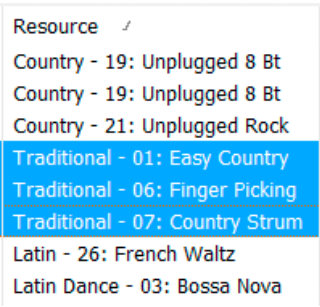 Resource
Country - 19: Unplugged 8 Bt
Country - 19: Unplugged 8 Bt
Country - 21: Unplugged Rock
Traditional - 01: Easy Country
Traditional - 06: Finger Picking
Traditional - 07: Country Strum
Latin - 26: French Waltz
Latin Dance - 03: Bossa Nova